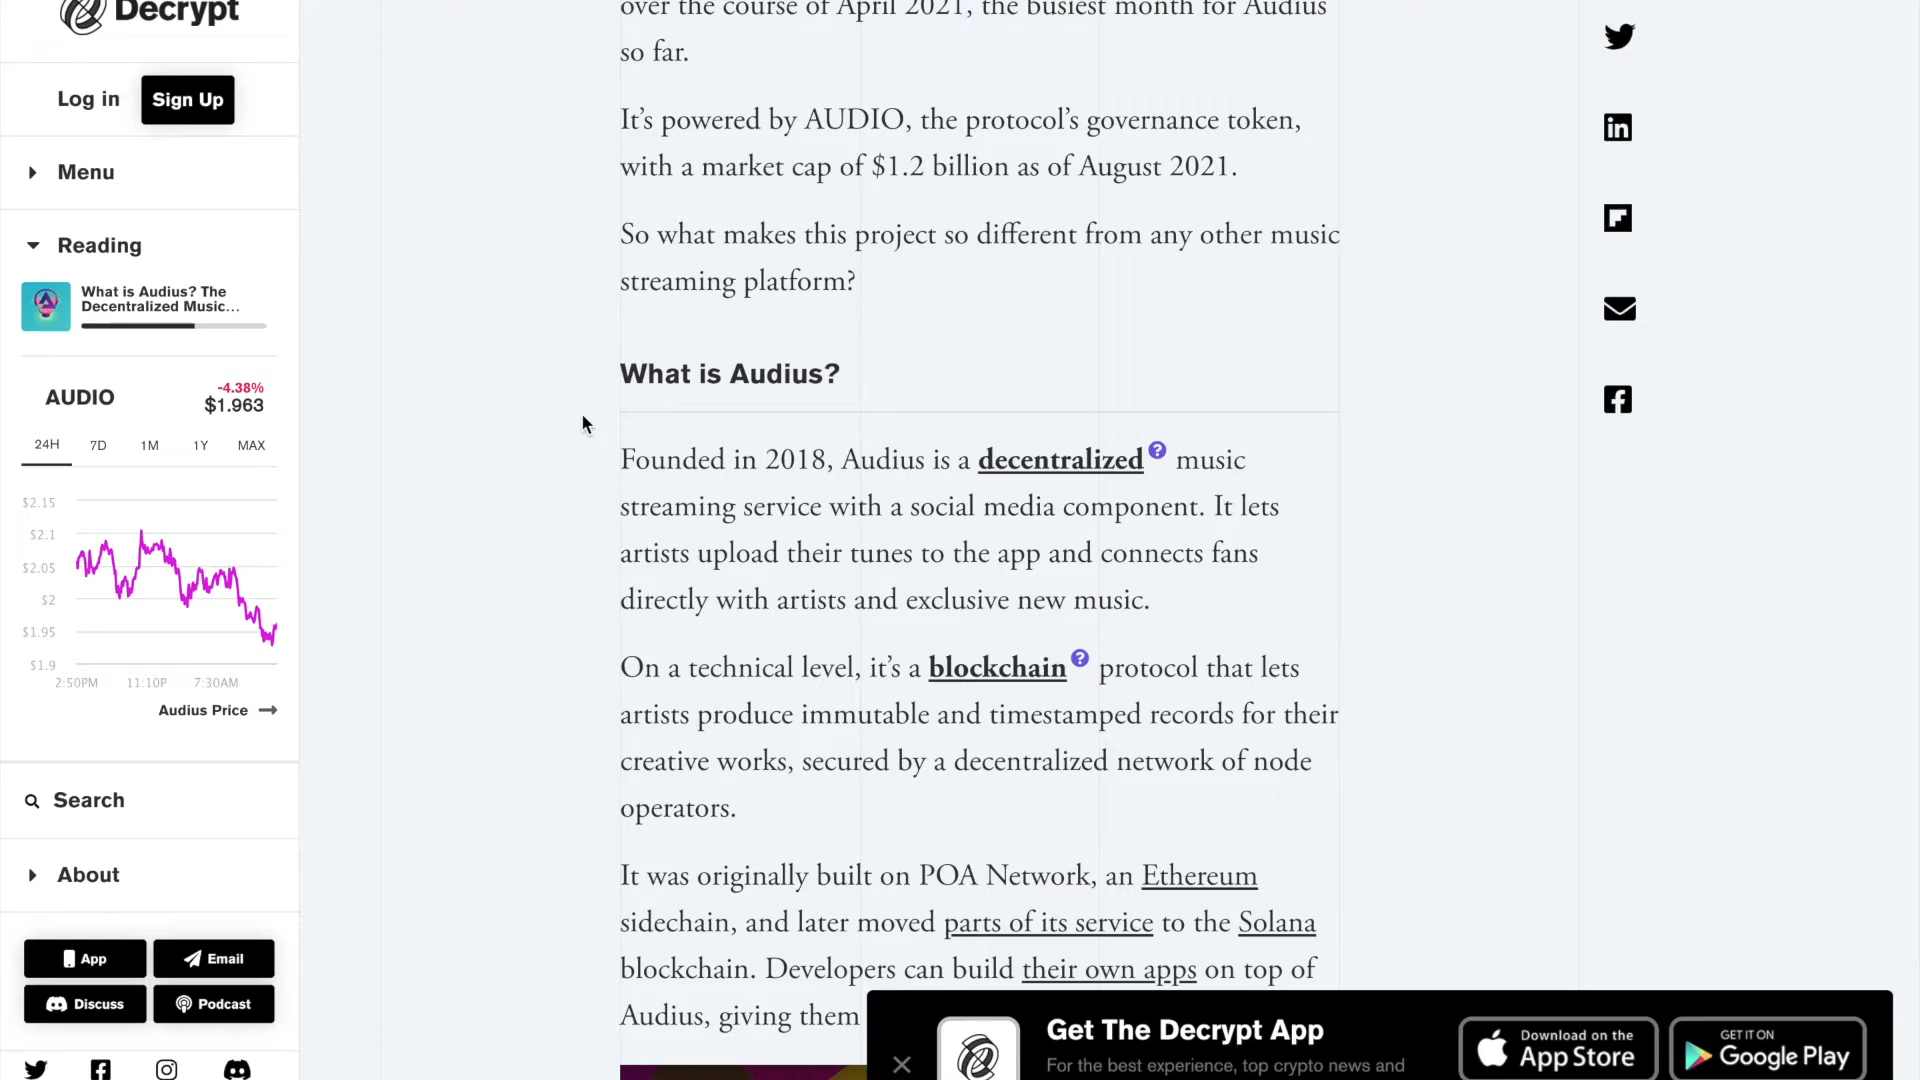 Decrypt
Log in
Sign Up
Menu
Reading
What is Audius? The
Decentralized Music...
AUDIO
-4.38%
$1.963
24H
7D
1M
1Y
MAX
$2.15
$2.1
$2.05
$2
$1.95
$1.9
2:50PM
11:10P
7:30AM
Audius Price
Search
About
App
Email
Discuss
Podcast
over the course of April 2021, the busiest month for Audius
so far.
It’s powered by AUDIO, the protocol’s governance token,
with a market cap of $1.2 billion as of August 2021.
So what makes this project so different from any other music
streaming platform?
What is Audius?
Founded in 2018, Audius is a decentralized ? music
streaming service with a social media component. It lets
artists upload their tunes to the app and connects fans
directly with artists and exclusive new music.
On a technical level, it’s a blockchain ? protocol that lets
artists produce immutable and timestamped records for their
creative works, secured by a decentralized network of node
operators.
It was originally built on POA Network, an Ethereum
sidechain, and later moved parts of its service to the Solana
blockchain. Developers can build their own apps on top of
Audius, giving them
Get The Decrypt App
For the best experience, top crypto news and
Download on the
App Store
GET IT ON
Google Play